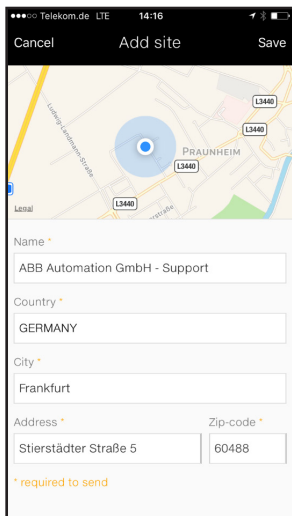 Telekom.de LTE 14:16
Cancel Add site Save
L3440
L3440
Ludwig-Landmann-Straße
PRAUNHEIM
L3440
L3440
Legal
Name *
ABB Automation GmbH - Support
Country *
GERMANY
City *
Frankfurt
Address * Zip-code *
Stierstädter Straße 5 60488
* required to send